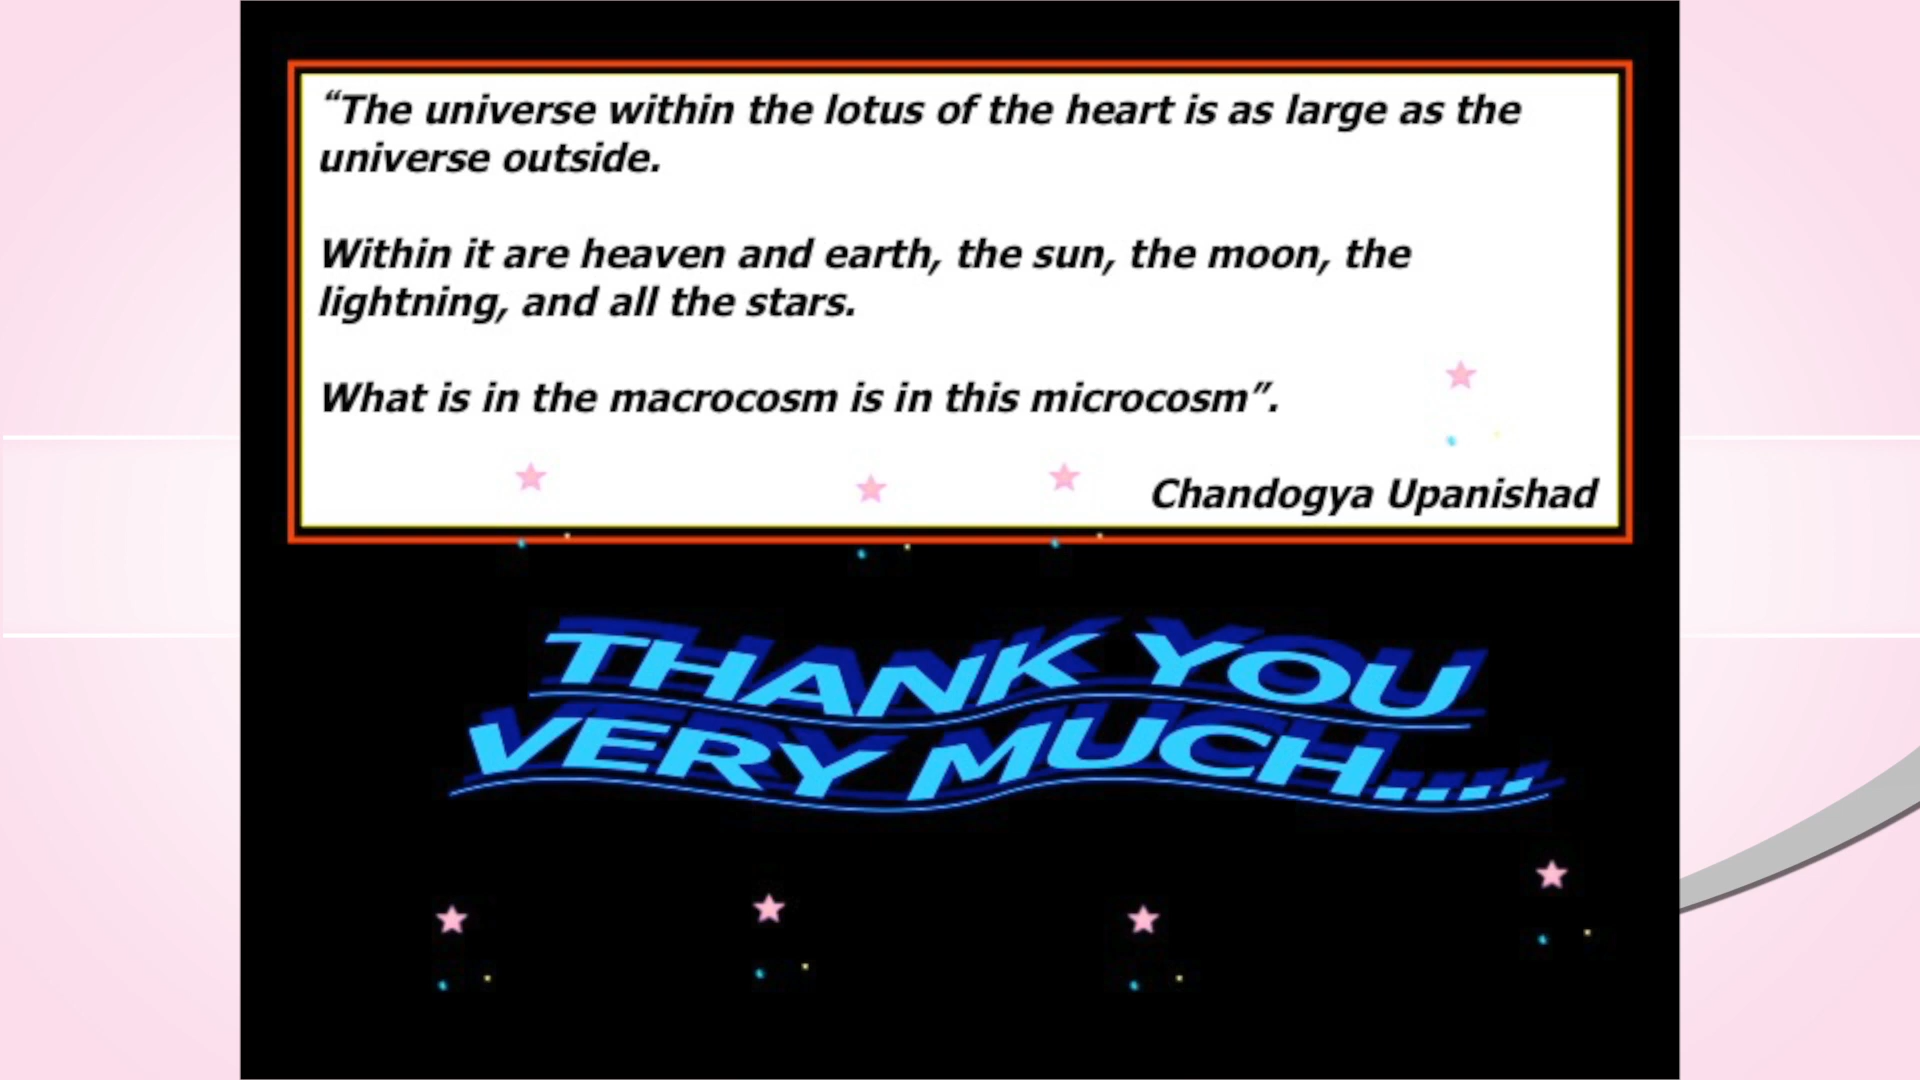 “The universe within the lotus of the heart is as large as the
universe outside.
Within it are heaven and earth, the sun, the moon, the
lightning, and all the stars.
What is in the macrocosm is in this microcosm”.
Chandogya Upanishad
THANK YOU
VERY MUCH....